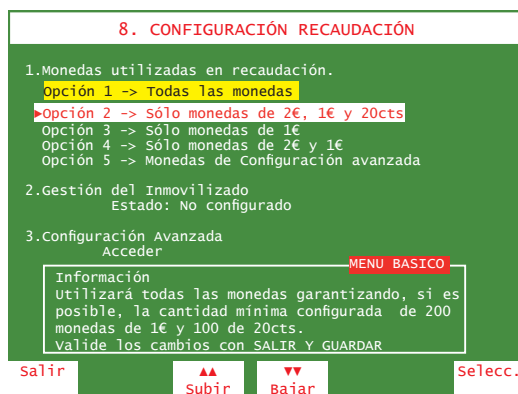 8. CONFIGURACIÓN RECAUDACIÓN
1.Monedas utilizadas en recaudación.
Opción 1 -> Todas las monedas
▶Opción 2 -> Sólo monedas de 2€, 1€ y 20cts
Opción 3 -> Sólo monedas de 1€
Opción 4 -> Sólo monedas de 2€ y 1€
Opción 5 -> Monedas de Configuración avanzada
2.Gestión del Inmovilizado
Estado: No configurado
3.Configuración Avanzada
Acceder
MENU BASICO
Información
Utilizará todas las monedas garantizando, si es
posible, la cantidad mínima configurada de 200
monedas de 1€ y 100 de 20cts.
Valide los cambios con SALIR Y GUARDAR
Salir ▲▲ ▼▼ Selecc.
Subir Bajar